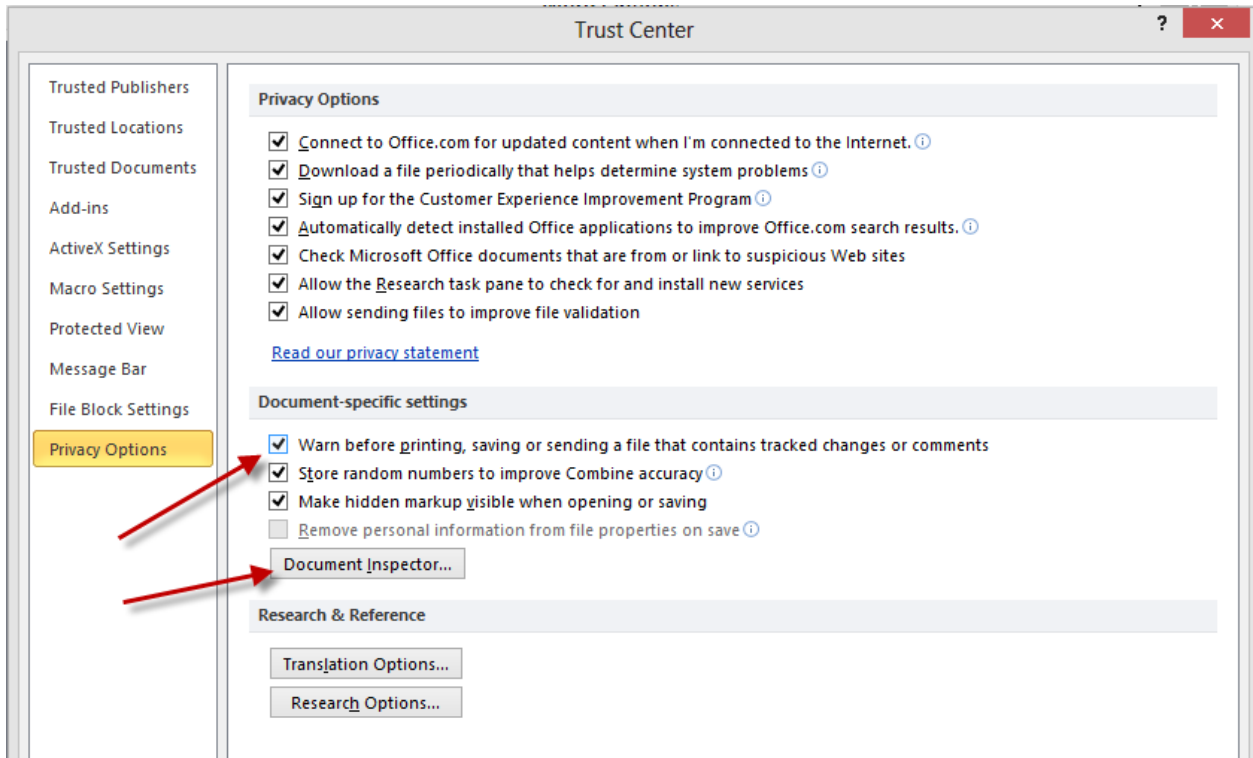 Trust Center
?
Trusted Publishers
Trusted Locations
Trusted Documents
Add-ins
ActiveX Settings
Macro Settings
Protected View
Message Bar
File Block Settings
Privacy Options
Privacy Options
Connect to Office.com for updated content when I'm connected to the Internet.
Download a file periodically that helps determine system problems
Sign up for the Customer Experience Improvement Program
Automatically detect installed Office applications to improve Office.com search results.
Check Microsoft Office documents that are from or link to suspicious Web sites
Allow the Research task pane to check for and install new services
Allow sending files to improve file validation
Read our privacy statement
Document-specific settings
Warn before printing, saving or sending a file that contains tracked changes or comments
Store random numbers to improve Combine accuracy
Make hidden markup visible when opening or saving
Remove personal information from file properties on save
Document Inspector...
Research & Reference
Translation Options...
Research Options...